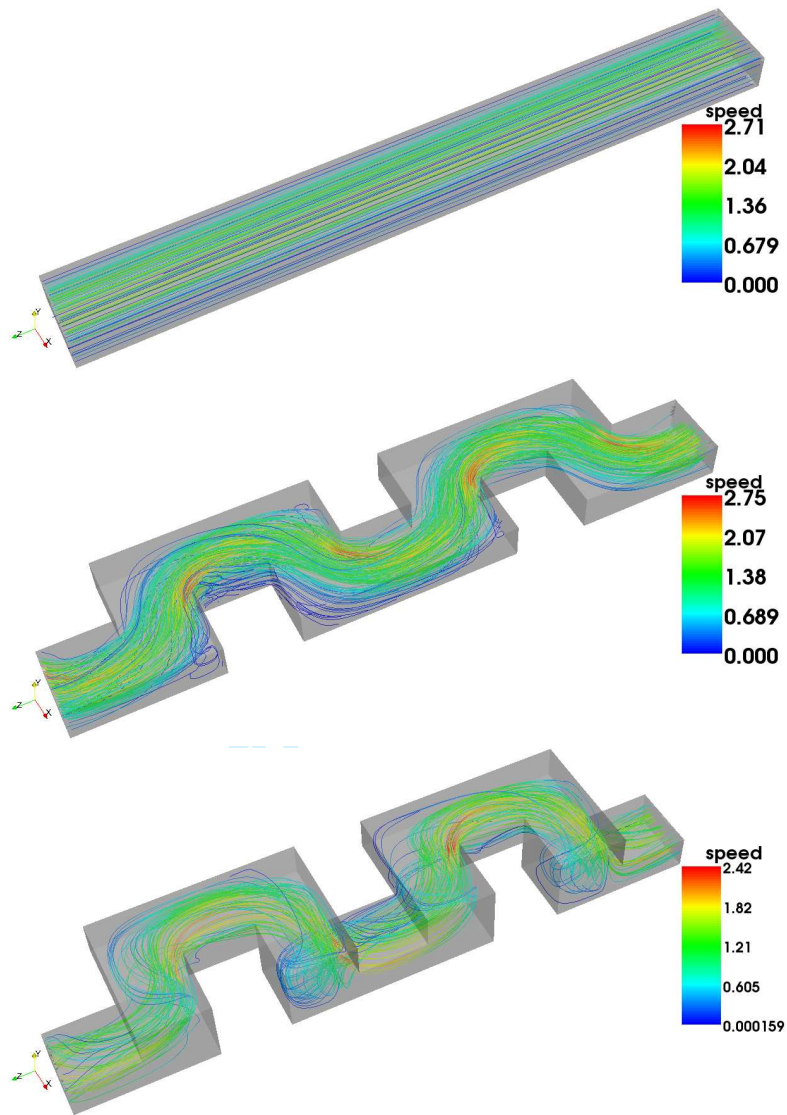 speed
2.71
2.04
1.36
0.679
0.000
Y
Z
X
speed
2.75
2.07
1.38
0.689
0.000
Y
Z
X
speed
2.42
1.82
1.21
0.605
0.000159
Y
Z
X